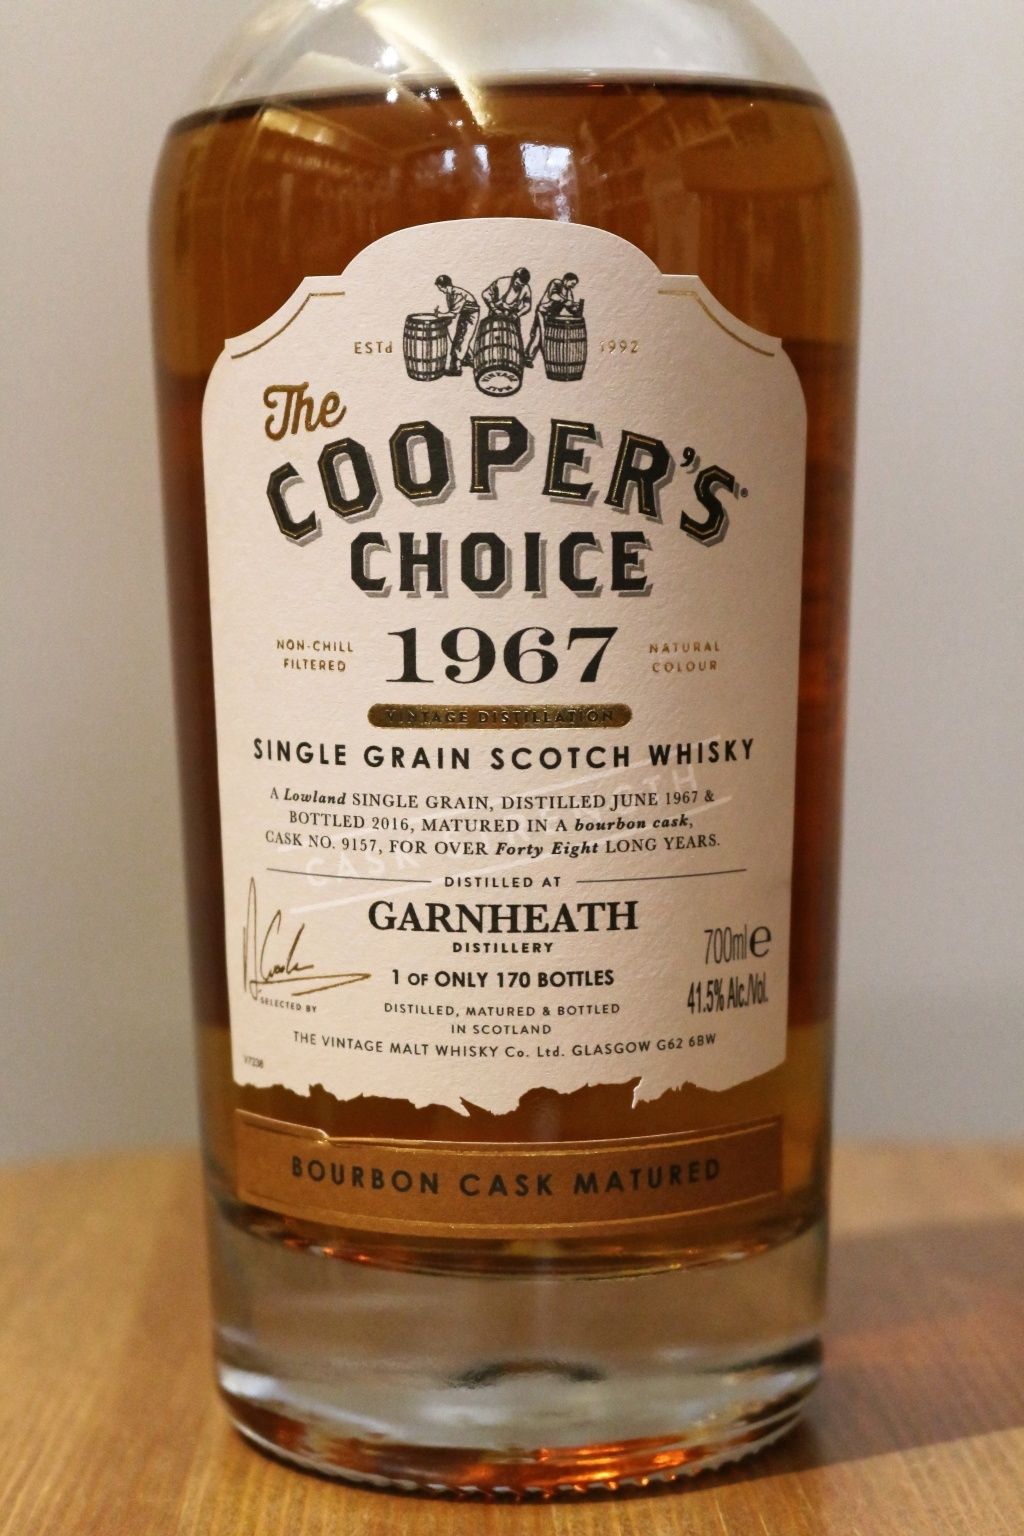 ESTd 1992
The
COOPER'S
CHOICE
NON-CHILL
FILTERED
1967
NATURAL
COLOUR
VINTAGE DISTILLATION
SINGLE GRAIN SCOTCH WHISKY
CASK STRENGTH
A Lowland SINGLE GRAIN, DISTILLED JUNE 1967 &
BOTTLED 2016, MATURED IN A bourbon cask,
CASK NO. 9157, FOR OVER Forty Eight LONG YEARS.
DISTILLED AT
GARNHEATH
DISTILLERY
1 OF ONLY 170 BOTTLES
SELECTED BY
700ml e
41.5% Alc./Vol.
DISTILLED, MATURED & BOTTLED
IN SCOTLAND
THE VINTAGE MALT WHISKY Co. Ltd. GLASGOW G62 6BW
BOURBON CASK MATURED